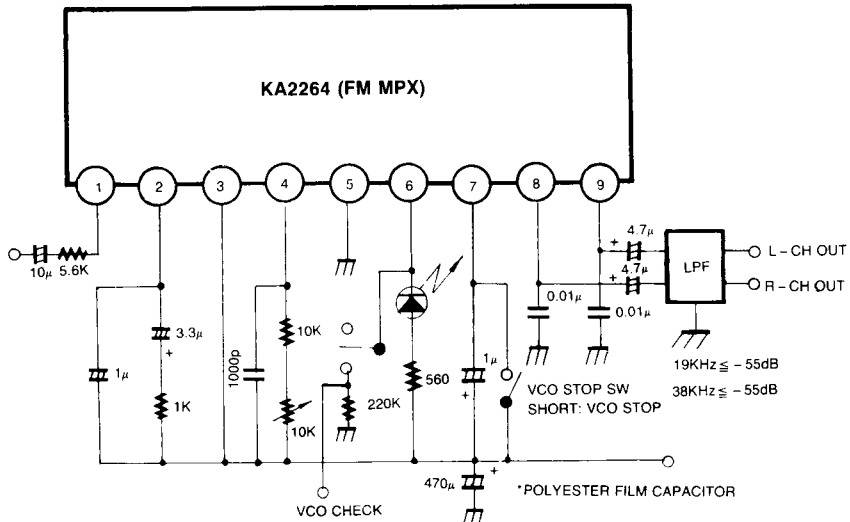 KA2264 (FM MPX)
1 2 3 4 5 6 7 8 9
10μ 5.6K
4.7μ
4.7μ
LPF
L-CH OUT
R-CH OUT
0.01μ
0.01μ
3.3μ
+
1μ
1K
1000p
10K
10K
220K
560
1μ
+
VCO STOP SW
SHORT: VCO STOP
19KHz ≦ -55dB
38KHz ≦ -55dB
470μ
+
*POLYESTER FILM CAPACITOR
VCO CHECK